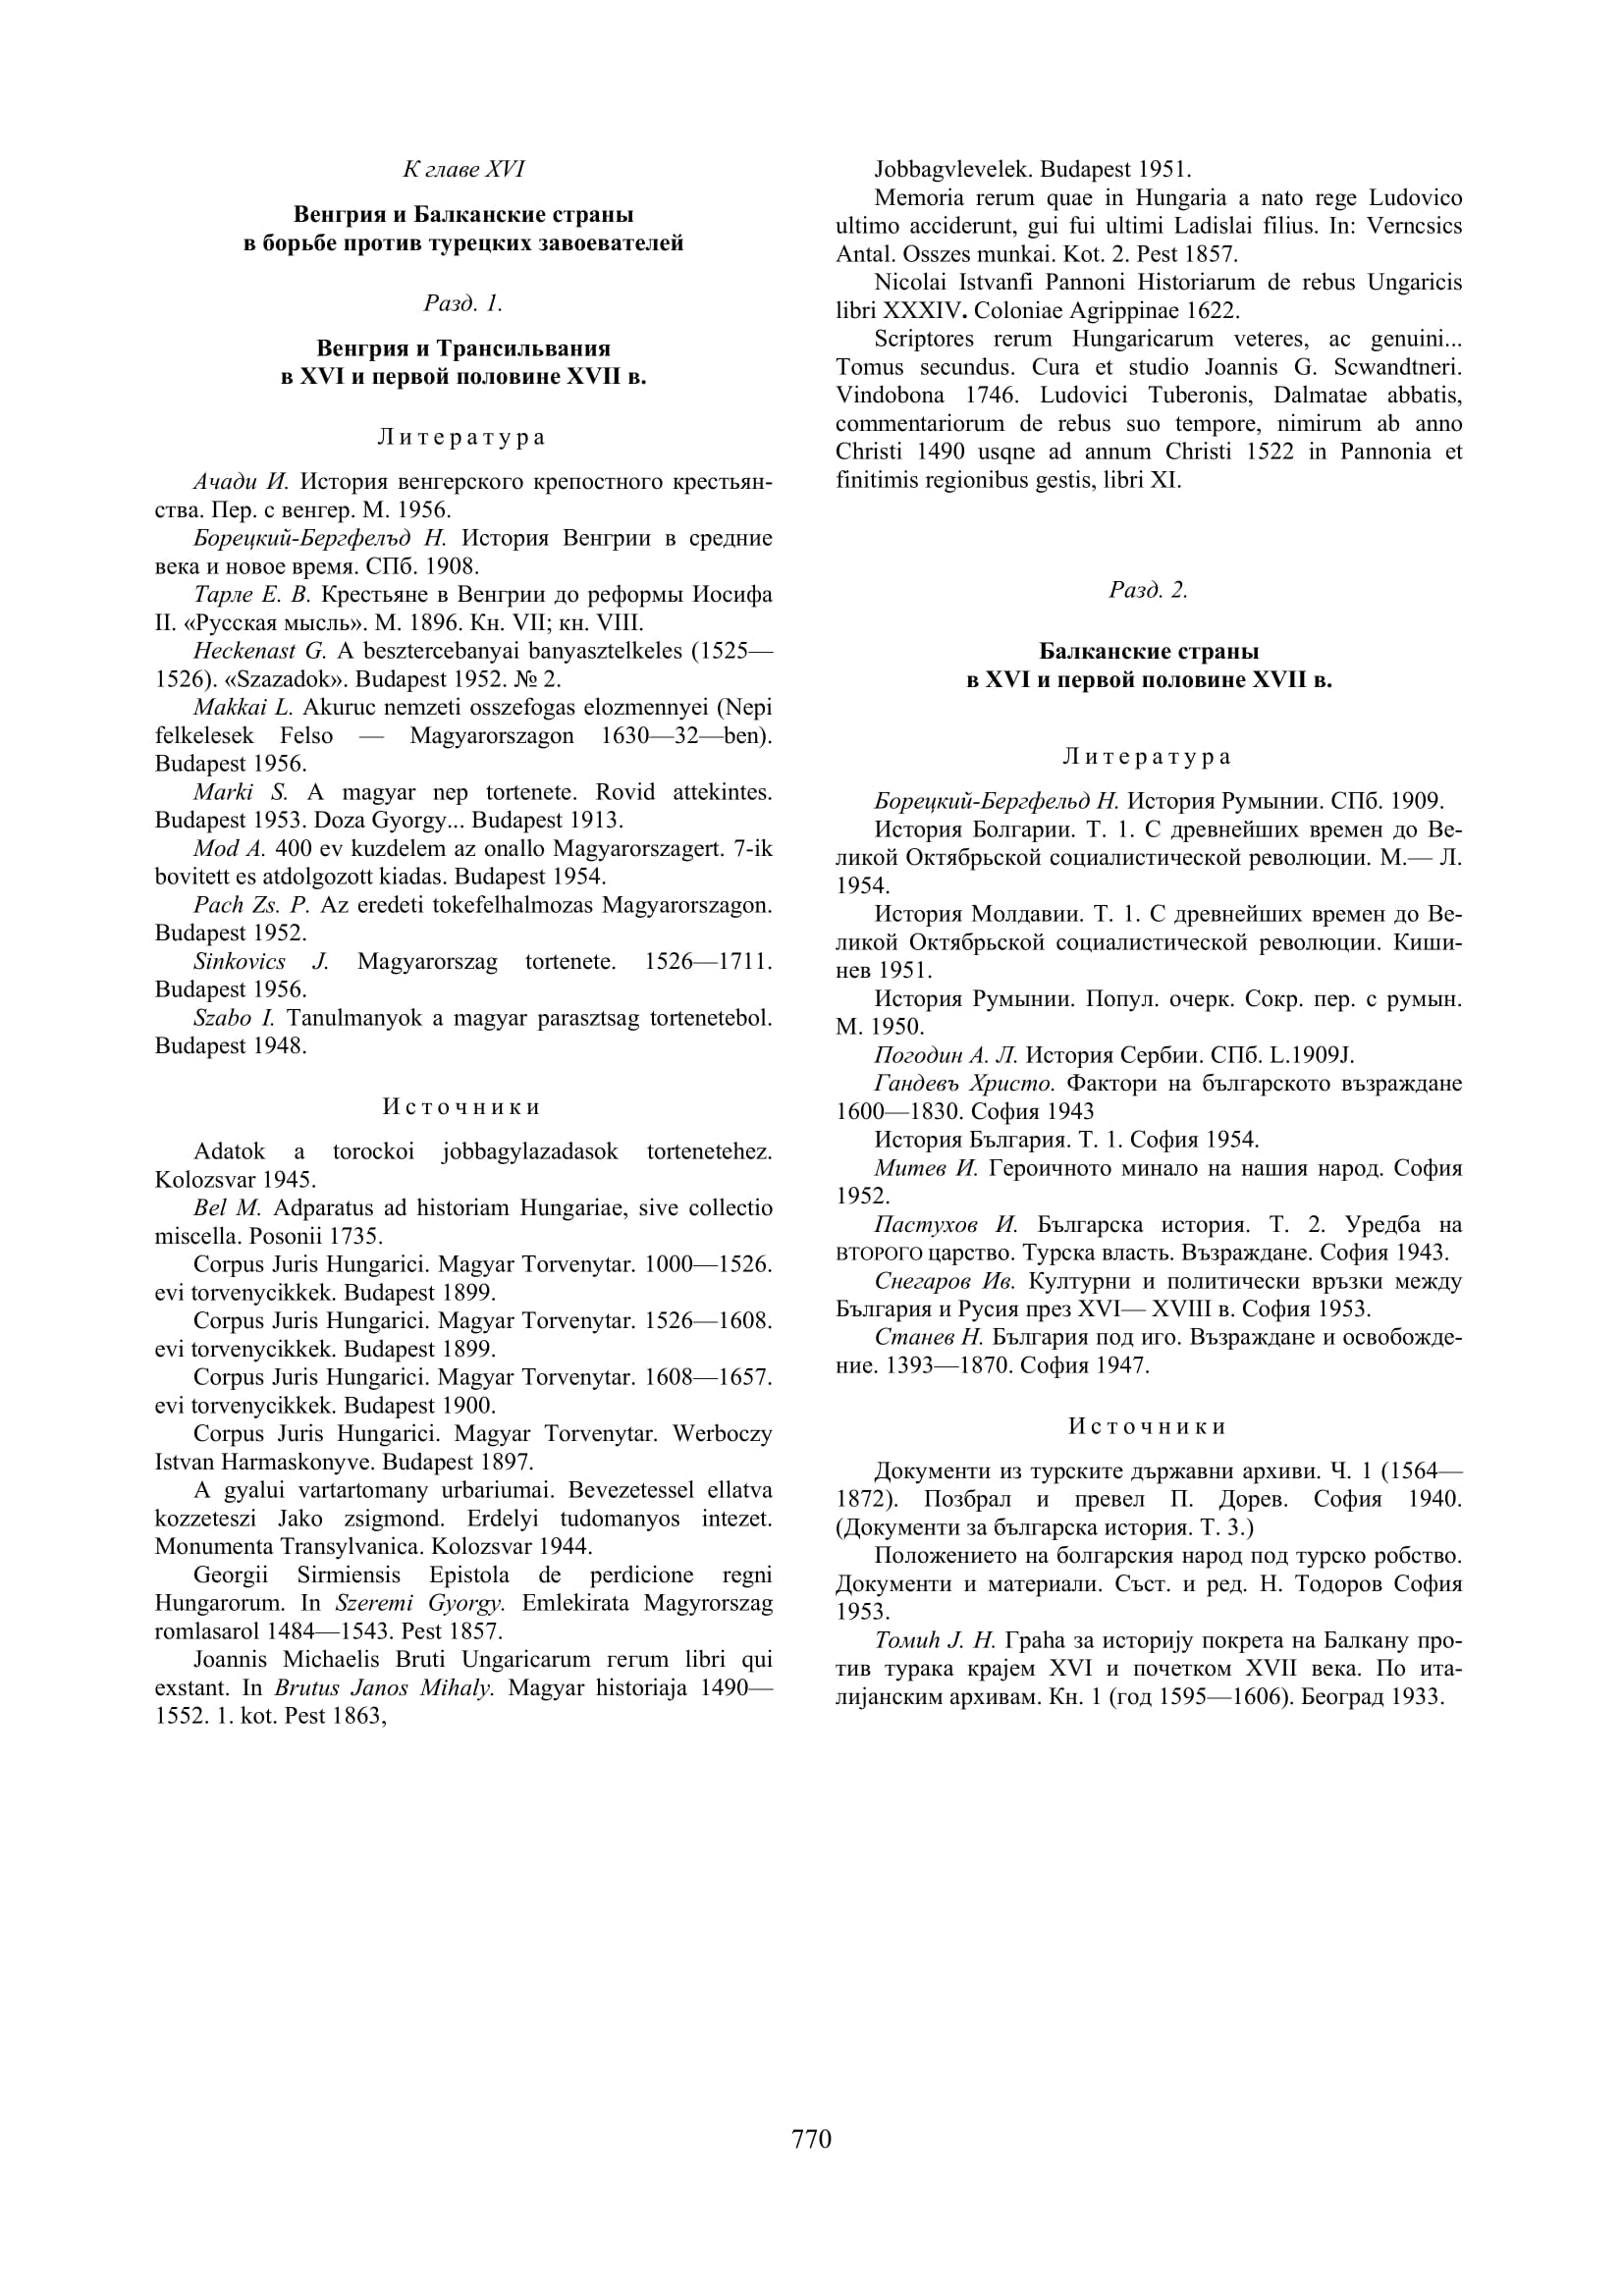 К главе XVI
Венгрия и Балканские страны
в борьбе против турецких завоевателей
Разд. 1.
Венгрия и Трансильвания
в XVI и первой половине XVII в.
Литература
Ачади И. История венгерского крепостного крестьян-
ства. Пер. с венгер. М. 1956.
Борецкий-Бергфелъд Н. История Венгрии в средние
века и новое время. СПб. 1908.
Тарле Е. В. Крестьяне в Венгрии до реформы Иосифа
II. «Русская мысль». М. 1896. Кн. VII; кн. VIII.
Heckenast G. A besztercebanyai banyasztelkeles (1525—
1526). «Szazadok». Budapest 1952. № 2.
Makkai L. Akuruc nemzeti osszefogas elozmennyei (Nepi
felkelesek Felso — Magyarorszagon 1630—32—ben).
Budapest 1956.
Marki S. A magyar nep tortenete. Rovid attekintes.
Budapest 1953. Doza Gyorgy... Budapest 1913.
Mod A. 400 ev kuzdelem az onallo Magyarorszagert. 7-ik
bovitett es atdolgozott kiadas. Budapest 1954.
Pach Zs. P. Az eredeti tokefelhalmozas Magyarorszagon.
Budapest 1952.
Sinkovics J. Magyarorszag tortenete. 1526—1711.
Budapest 1956.
Szabo I. Tanulmanyok a magyar parasztsag tortenetebol.
Budapest 1948.
Источники
Adatok a torockoi jobbagylazadasok tortenetehez.
Kolozsvar 1945.
Bel M. Adparatus ad historiam Hungariae, sive collectio
miscella. Posonii 1735.
Corpus Juris Hungarici. Magyar Torvenytar. 1000—1526.
evi torvenycikkek. Budapest 1899.
Corpus Juris Hungarici. Magyar Torvenytar. 1526—1608.
evi torvenycikkek. Budapest 1899.
Corpus Juris Hungarici. Magyar Torvenytar. 1608—1657.
evi torvenycikkek. Budapest 1900.
Corpus Juris Hungarici. Magyar Torvenytar. Werboczy
Istvan Harmaskonyve. Budapest 1897.
A gyalui vartartomany urbariumai. Bevezetessel ellatva
kozzeteszi Jako zsigmond. Erdelyi tudomanyos intezet.
Monumenta Transylvanica. Kolozsvar 1944.
Georgii Sirmiensis Epistola de perdicione regni
Hungarorum. In Szeremi Gyorgy. Emlekirata Magyrorszag
romlasarol 1484—1543. Pest 1857.
Joannis Michaelis Bruti Ungaricarum rerum libri qui
exstant. In Brutus Janos Mihaly. Magyar historiaja 1490—
1552. 1. kot. Pest 1863,
Jobbagvlevelek. Budapest 1951.
Memoria rerum quae in Hungaria a nato rege Ludovico
ultimo acciderunt, gui fui ultimi Ladislai filius. In: Verncsics
Antal. Osszes munkai. Kot. 2. Pest 1857.
Nicolai Istvanfi Pannoni Historiarum de rebus Ungaricis
libri XXXIV. Coloniae Agrippinae 1622.
Scriptores rerum Hungaricarum veteres, ac genuini...
Tomus secundus. Cura et studio Joannis G. Scwandtneri.
Vindobona 1746. Ludovici Tuberonis, Dalmatae abbatis,
commentariorum de rebus suo tempore, nimirum ab anno
Christi 1490 usqne ad annum Christi 1522 in Pannonia et
finitimis regionibus gestis, libri XI.
Разд. 2.
Балканские страны
в XVI и первой половине XVII в.
Литература
Борецкий-Бергфельд Н. История Румынии. СПб. 1909.
История Болгарии. Т. 1. С древнейших времен до Ве-
ликой Октябрьской социалистической революции. М.— Л.
1954.
История Молдавии. Т. 1. С древнейших времен до Ве-
ликой Октябрьской социалистической революции. Киши-
нев 1951.
История Румынии. Попул. очерк. Сокр. пер. с румын.
М. 1950.
Погодин А. Л. История Сербии. СПб. L.1909J.
Гандевъ Христо. Фактори на българското възраждане
1600—1830. София 1943
История България. Т. 1. София 1954.
Митев И. Героичното минало на нашия народ. София
1952.
Пастухов И. Българска история. Т. 2. Уредба на
ВТОРОГО царство. Турска власть. Възраждане. София 1943.
Снегаров Ив. Културни и политически връзки между
България и Русия през XVI— XVIII в. София 1953.
Станев Н. България под иго. Възраждане и освобожде-
ние. 1393—1870. София 1947.
Источники
Документи из турските държавни архиви. Ч. 1 (1564—
1872). Позбрал и превел П. Дорев. София 1940.
(Документи за българска история. Т. 3.)
Положението на болгарския народ под турско робство.
Документи и материали. Съст. и ред. Н. Тодоров София
1953.
Томић J. Н. Граћа за историју покрета на Балкану про-
тив турака крајем XVI и почетком XVII века. По ита-
лијанским архивам. Кн. 1 (год 1595—1606). Београд 1933.
770